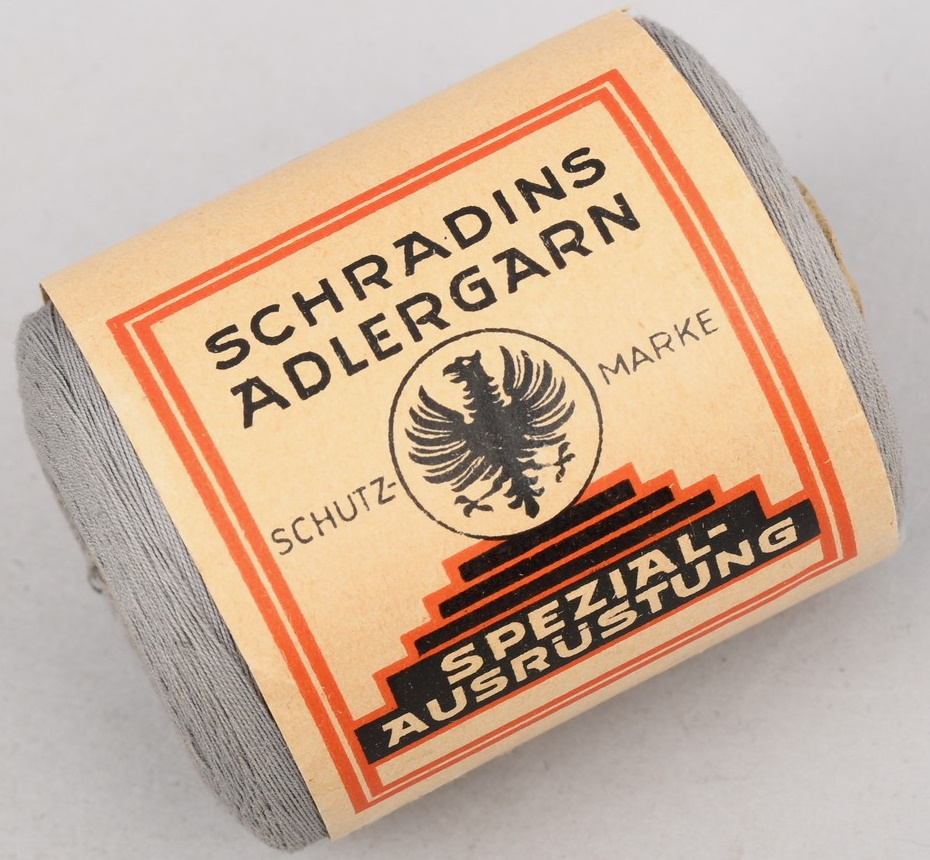 SCHRADINS
ADLERGARN
SCHUTZ- MARKE
SPEZIAL-
AUSRÜSTUNG